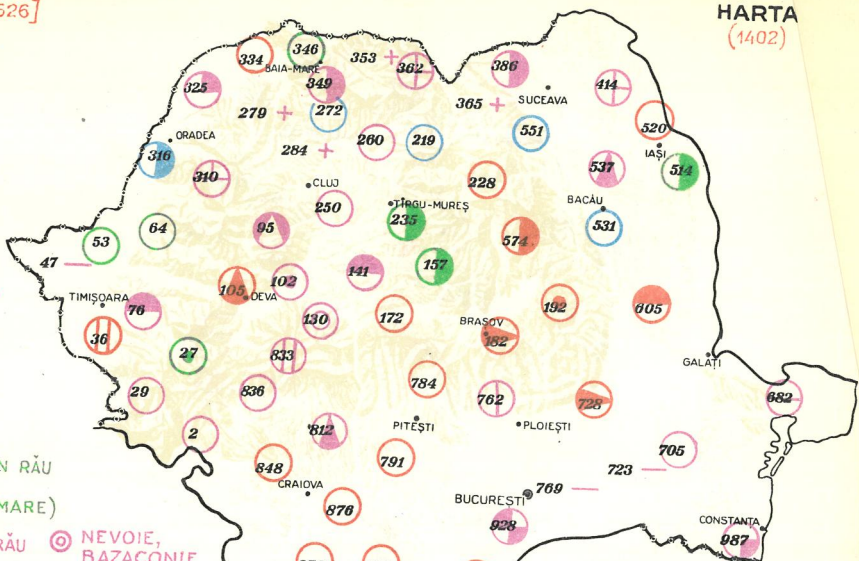 526]
HARTA
(1402)
334
346
353
362
386
BAIA-MARE
325
349
414
SUCEAVA
279
272
365
520
ORADEA
260
219
551
IAȘI
316
284
537
514
310
CLUJ
228
250
TÎRGU-MUREȘ
BACĂU
64
95
235
574
531
53
47
141
157
105
DEVA
102
TIMIȘOARA
76
130
172
192
605
36
BRAȘOV
182
27
833
GALAȚI
784
29
836
762
728
682
2
812
PITEȘTI
PLOIEȘTI
705
848
791
723
N RĂU
CRAIOVA
769
BUCUREȘTI
876
MARE)
928
CONSTANȚA
987
RĂU
NEVOIE,
BAZACONIE